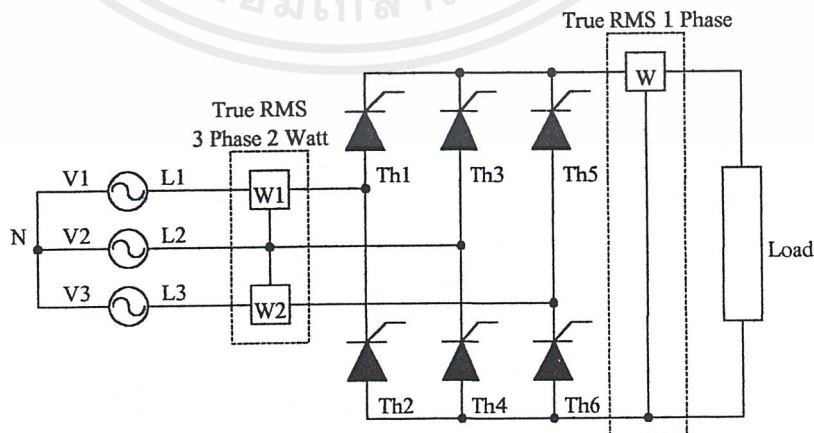 True RMS 1 Phase
W
True RMS
3 Phase 2 Watt
V1 L1 W1 Th1 Th3 Th5
N V2 L2 Load
V3 L3 W2
Th2 Th4 Th6